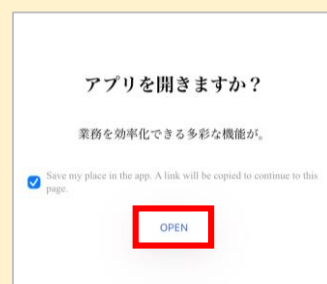 アプリを開きますか？
業務を効率化できる多彩な機能が。
Save my place in the app. A link will be copied to continue to this
page.
OPEN